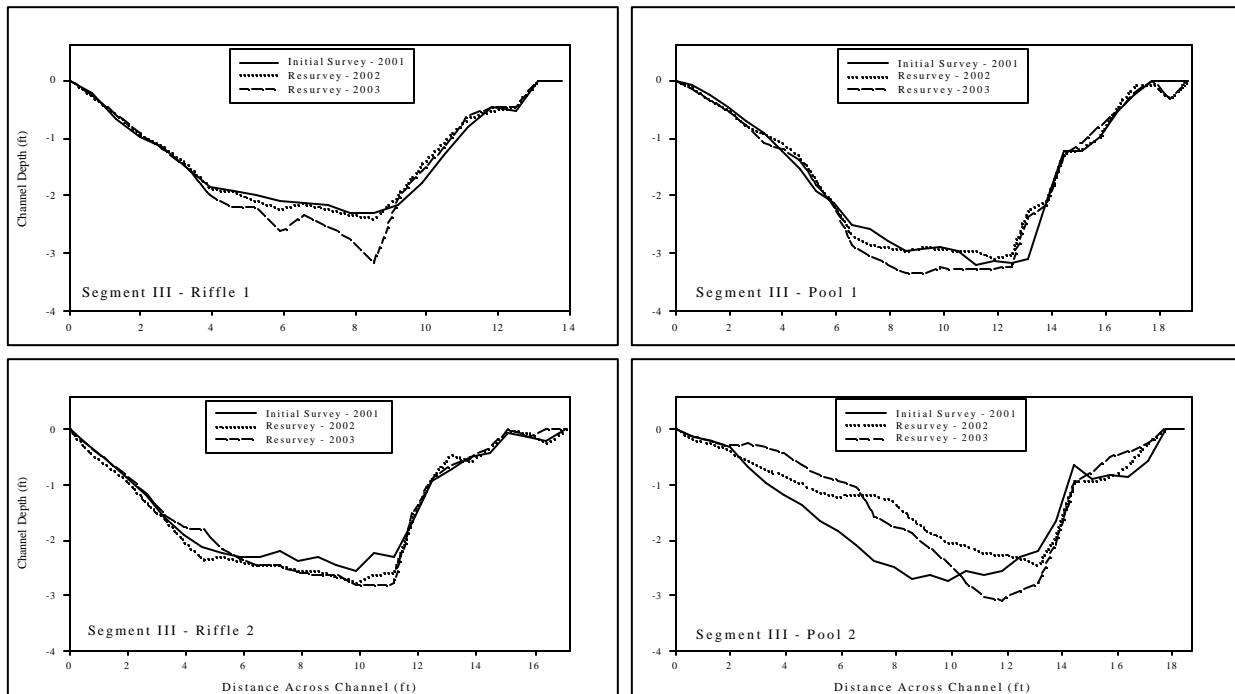 Initial Survey - 2001
Resurvey - 2002
Resurvey - 2003
0
-1
-2
-3
-4
Channel Depth (ft)
Segment III - Riffle 1
0 2 4 6 8 10 12 14
Initial Survey - 2001
Resurvey - 2002
Resurvey - 2003
0
-1
-2
-3
-4
Segment III - Pool 1
0 2 4 6 8 10 12 14 16 18
Initial Survey - 2001
Resurvey - 2002
Resurvey - 2003
0
-1
-2
-3
-4
Channel Depth (ft)
Segment III - Riffle 2
0 2 4 6 8 10 12 14 16
Distance Across Channel (ft)
Initial Survey - 2001
Resurvey - 2002
Resurvey - 2003
0
-1
-2
-3
-4
Segment III - Pool 2
0 2 4 6 8 10 12 14 16 18
Distance Across Channel (ft)